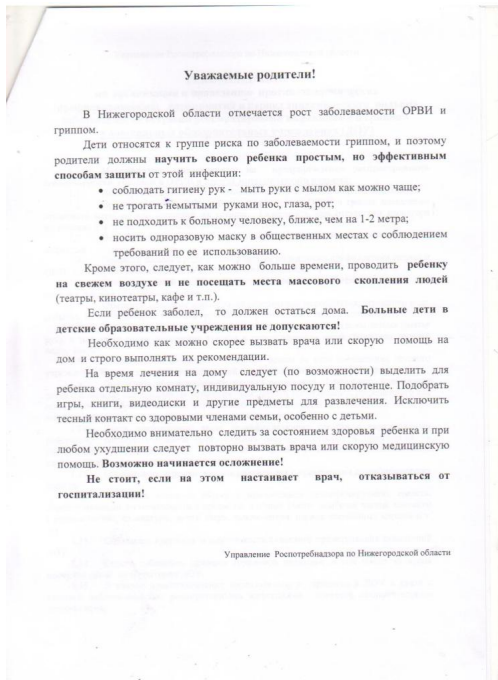 Уважаемые родители!
В Нижегородской области отмечается рост заболеваемости ОРВИ и
гриппом.
Дети относятся к группе риска по заболеваемости гриппом, и поэтому
родители должны научить своего ребенка простым, но эффективным
способам защиты от этой инфекции:
• соблюдать гигиену рук - мыть руки с мылом как можно чаще;
• не трогать немытыми руками нос, глаза, рот;
• не подходить к больному человеку, ближе, чем на 1-2 метра;
• носить одноразовую маску в общественных местах с соблюдением
требований по ее использованию.
Кроме этого, следует, как можно больше времени, проводить ребенку
на свежем воздухе и не посещать места массового скопления людей
(театры, кинотеатры, кафе и т.п.).
Если ребенок заболел, то должен остаться дома. Больные дети в
детские образовательные учреждения не допускаются!
Необходимо как можно скорее вызвать врача или скорую помощь на
дом и строго выполнять их рекомендации.
На время лечения на дому следует (по возможности) выделить для
ребенка отдельную комнату, индивидуальную посуду и полотенце. Подобрать
игры, книги, видеодиски и другие предметы для развлечения. Исключить
тесный контакт со здоровыми членами семьи, особенно с детьми.
Необходимо внимательно следить за состоянием здоровья ребенка и при
любом ухудшении следует повторно вызвать врача или скорую медицинскую
помощь. Возможно начинается осложнение!
Не стоит, если на этом настаивает врач, отказываться от
госпитализации!
Управление Роспотребнадзора по Нижегородской области